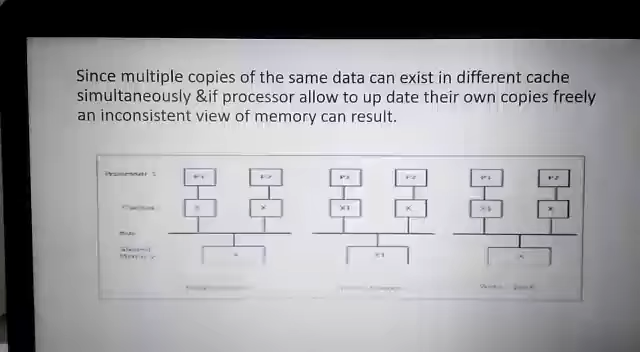 Since multiple copies of the same data can exist in different cache
simultaneously &if processor allow to up date their own copies freely
an inconsistent view of memory can result.
P1 P2 P1 P2 P1 P2
X X X1 X X1 X
X X1 X